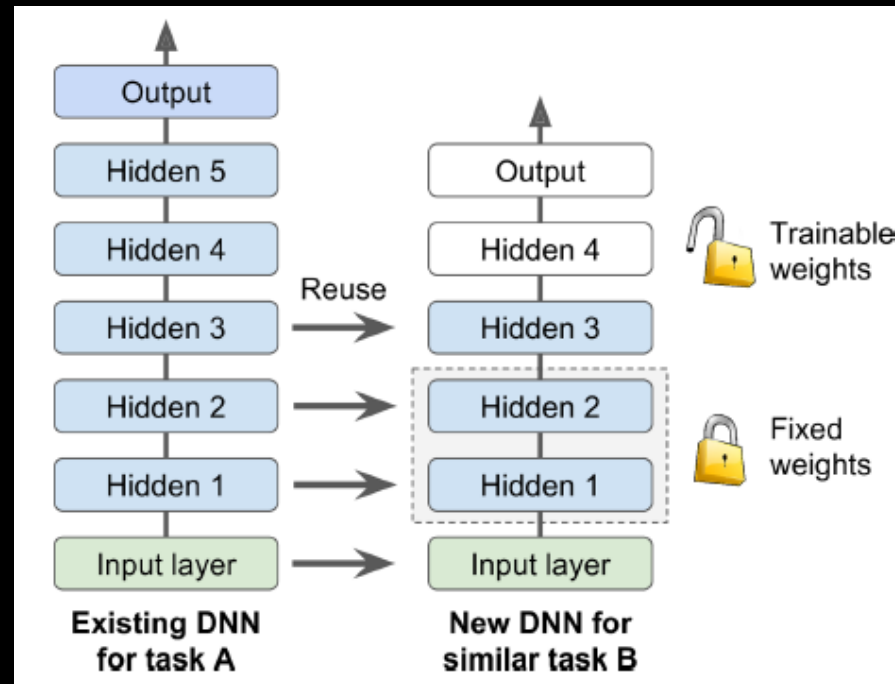 Output
Hidden 5
Hidden 4
Hidden 3
Hidden 2
Hidden 1
Input layer
Existing DNN
for task A
Reuse
Output
Hidden 4
Hidden 3
Hidden 2
Hidden 1
Input layer
New DNN for
similar task B
Trainable
weights
Fixed
weights